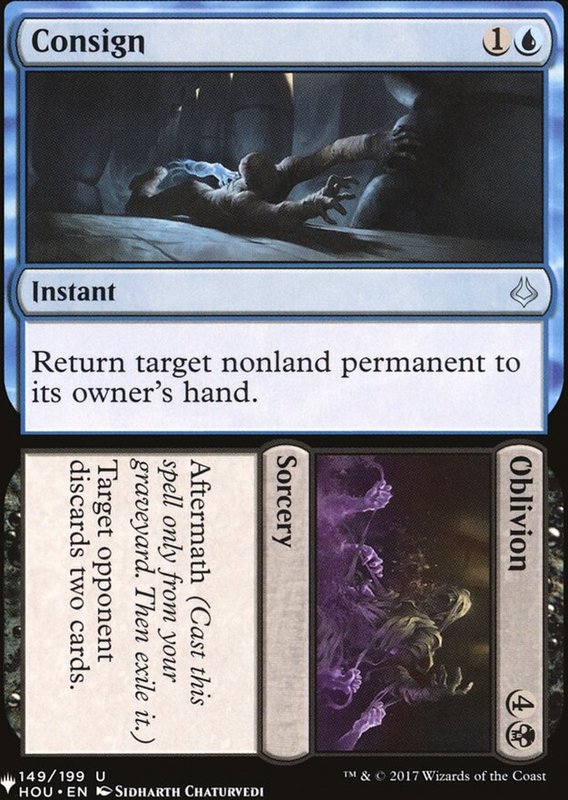 Consign 1
Instant
Return target nonland permanent to
its owner's hand.
Oblivion 4
Sorcery
Aftermath (Cast this
spell only from your
graveyard. Then exile it.)
Target opponent
discards two cards.
149/199 U
HOU • EN SIDHARTH CHATURVEDI
™ & © 2017 Wizards of the Coast